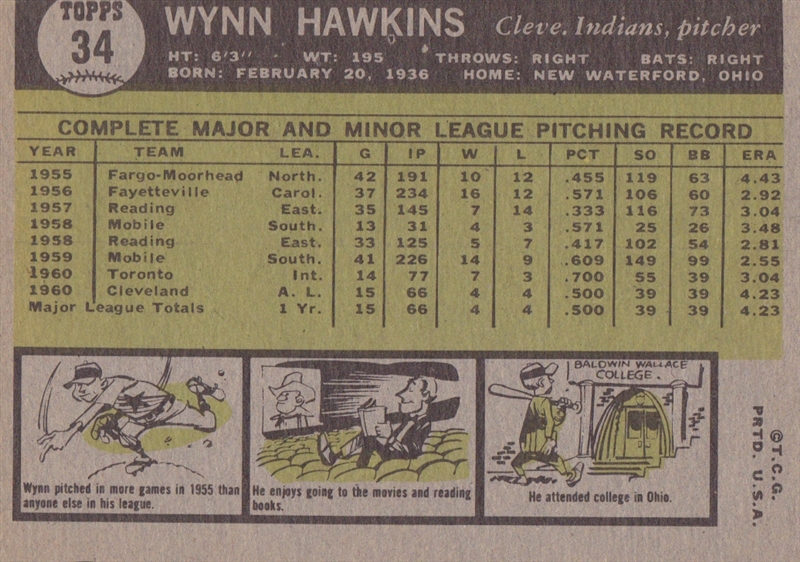 TOPPS
34
WYNN HAWKINS Cleve. Indians, pitcher
HT: 6'3" WT: 195 THROWS: RIGHT BATS: RIGHT
BORN: FEBRUARY 20, 1936 HOME: NEW WATERFORD, OHIO
COMPLETE MAJOR AND MINOR LEAGUE PITCHING RECORD
YEAR TEAM LEA. G IP W L PCT SO BB ERA
1955 Fargo-Moorhead North. 42 191 10 12 .455 119 63 4.43
1956 Fayetteville Carol. 37 234 16 12 .571 106 60 2.92
1957 Reading East. 35 145 7 14 .333 116 73 3.04
1958 Mobile South. 13 31 4 3 .571 25 26 3.48
1958 Reading East. 33 125 5 7 .417 102 54 2.81
1959 Mobile South. 41 226 14 9 .609 149 99 2.55
1960 Toronto Int. 14 77 7 3 .700 55 39 3.04
1960 Cleveland A. L. 15 66 4 4 .500 39 39 4.23
Major League Totals 1 Yr. 15 66 4 4 .500 39 39 4.23
Wynn pitched in more games in 1955 than
anyone else in his league.
He enjoys going to the movies and reading
books.
BALDWIN WALLACE
COLLEGE.
He attended college in Ohio.
©T.C.G.
PRTD. U.S.A.